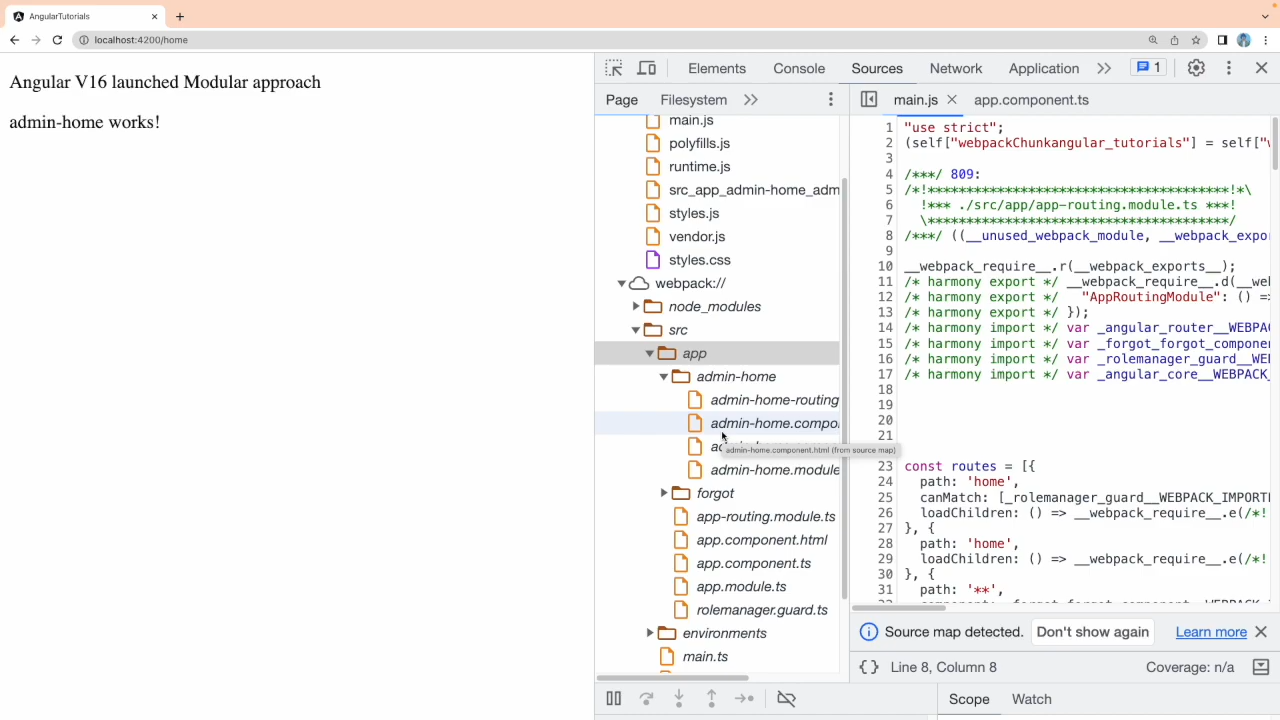 AngularTutorials
localhost:4200/home
Angular V16 launched Modular approach
admin-home works!
Elements Console Sources Network Application 1
Page Filesystem
main.js
polyfills.js
runtime.js
src_app_admin-home_adm
styles.js
vendor.js
styles.css
webpack://
node_modules
src
app
admin-home
admin-home-routing
admin-home.compo
admin-home.component.html (from source map)
admin-home.module
forgot
app-routing.module.ts
app.component.html
app.component.ts
app.module.ts
rolemanager.guard.ts
environments
main.ts
main.js app.component.ts
1 "use strict";
2 (self["webpackChunkangular_tutorials"] = self["w
3
4 /***/ 809:
5 /*!***************************************!*\
6 !*** ./src/app/app-routing.module.ts ***!
7 \***************************************/
8 /***/ ((__unused_webpack_module, __webpack_expor
9
10 __webpack_require__.r(__webpack_exports__);
11 /* harmony export */ __webpack_require__.d(__we
12 /* harmony export */ "AppRoutingModule": () =>
13 /* harmony export */ });
14 /* harmony import */ var _angular_router__WEBPA
15 /* harmony import */ var _forgot_forgot_compone
16 /* harmony import */ var _rolemanager_guard__WE
17 /* harmony import */ var _angular_core__WEBPACK_
18
19
20
21
23 const routes = [{
24 path: 'home',
25 canMatch: [_rolemanager_guard__WEBPACK_IMPORT
26 loadChildren: () => __webpack_require__.e(/*!
27 }, {
28 path: 'home',
29 loadChildren: () => __webpack_require__.e(/*!
30 }, {
31 path: '**',
Source map detected. Don't show again Learn more
{} Line 8, Column 8 Coverage: n/a
Scope Watch